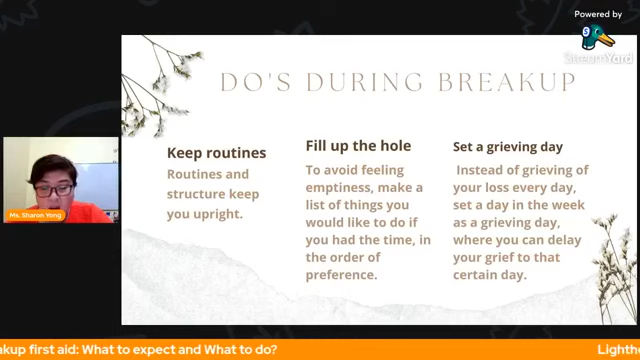 Powered by
StreamYard
DO'S DURING BREAKUP
Keep routines
Routines and
structure keep
you upright.
Fill up the hole
To avoid feeling
emptiness, make a
list of things you
would like to do if
you had the time, in
the order of
preference.
Set a grieving day
Instead of grieving of
your loss every day,
set a day in the week
as a grieving day,
where you can delay
your grief to that
certain day.
Ms. Sharon Yong
akup first aid: What to expect and What to do?
Lighth